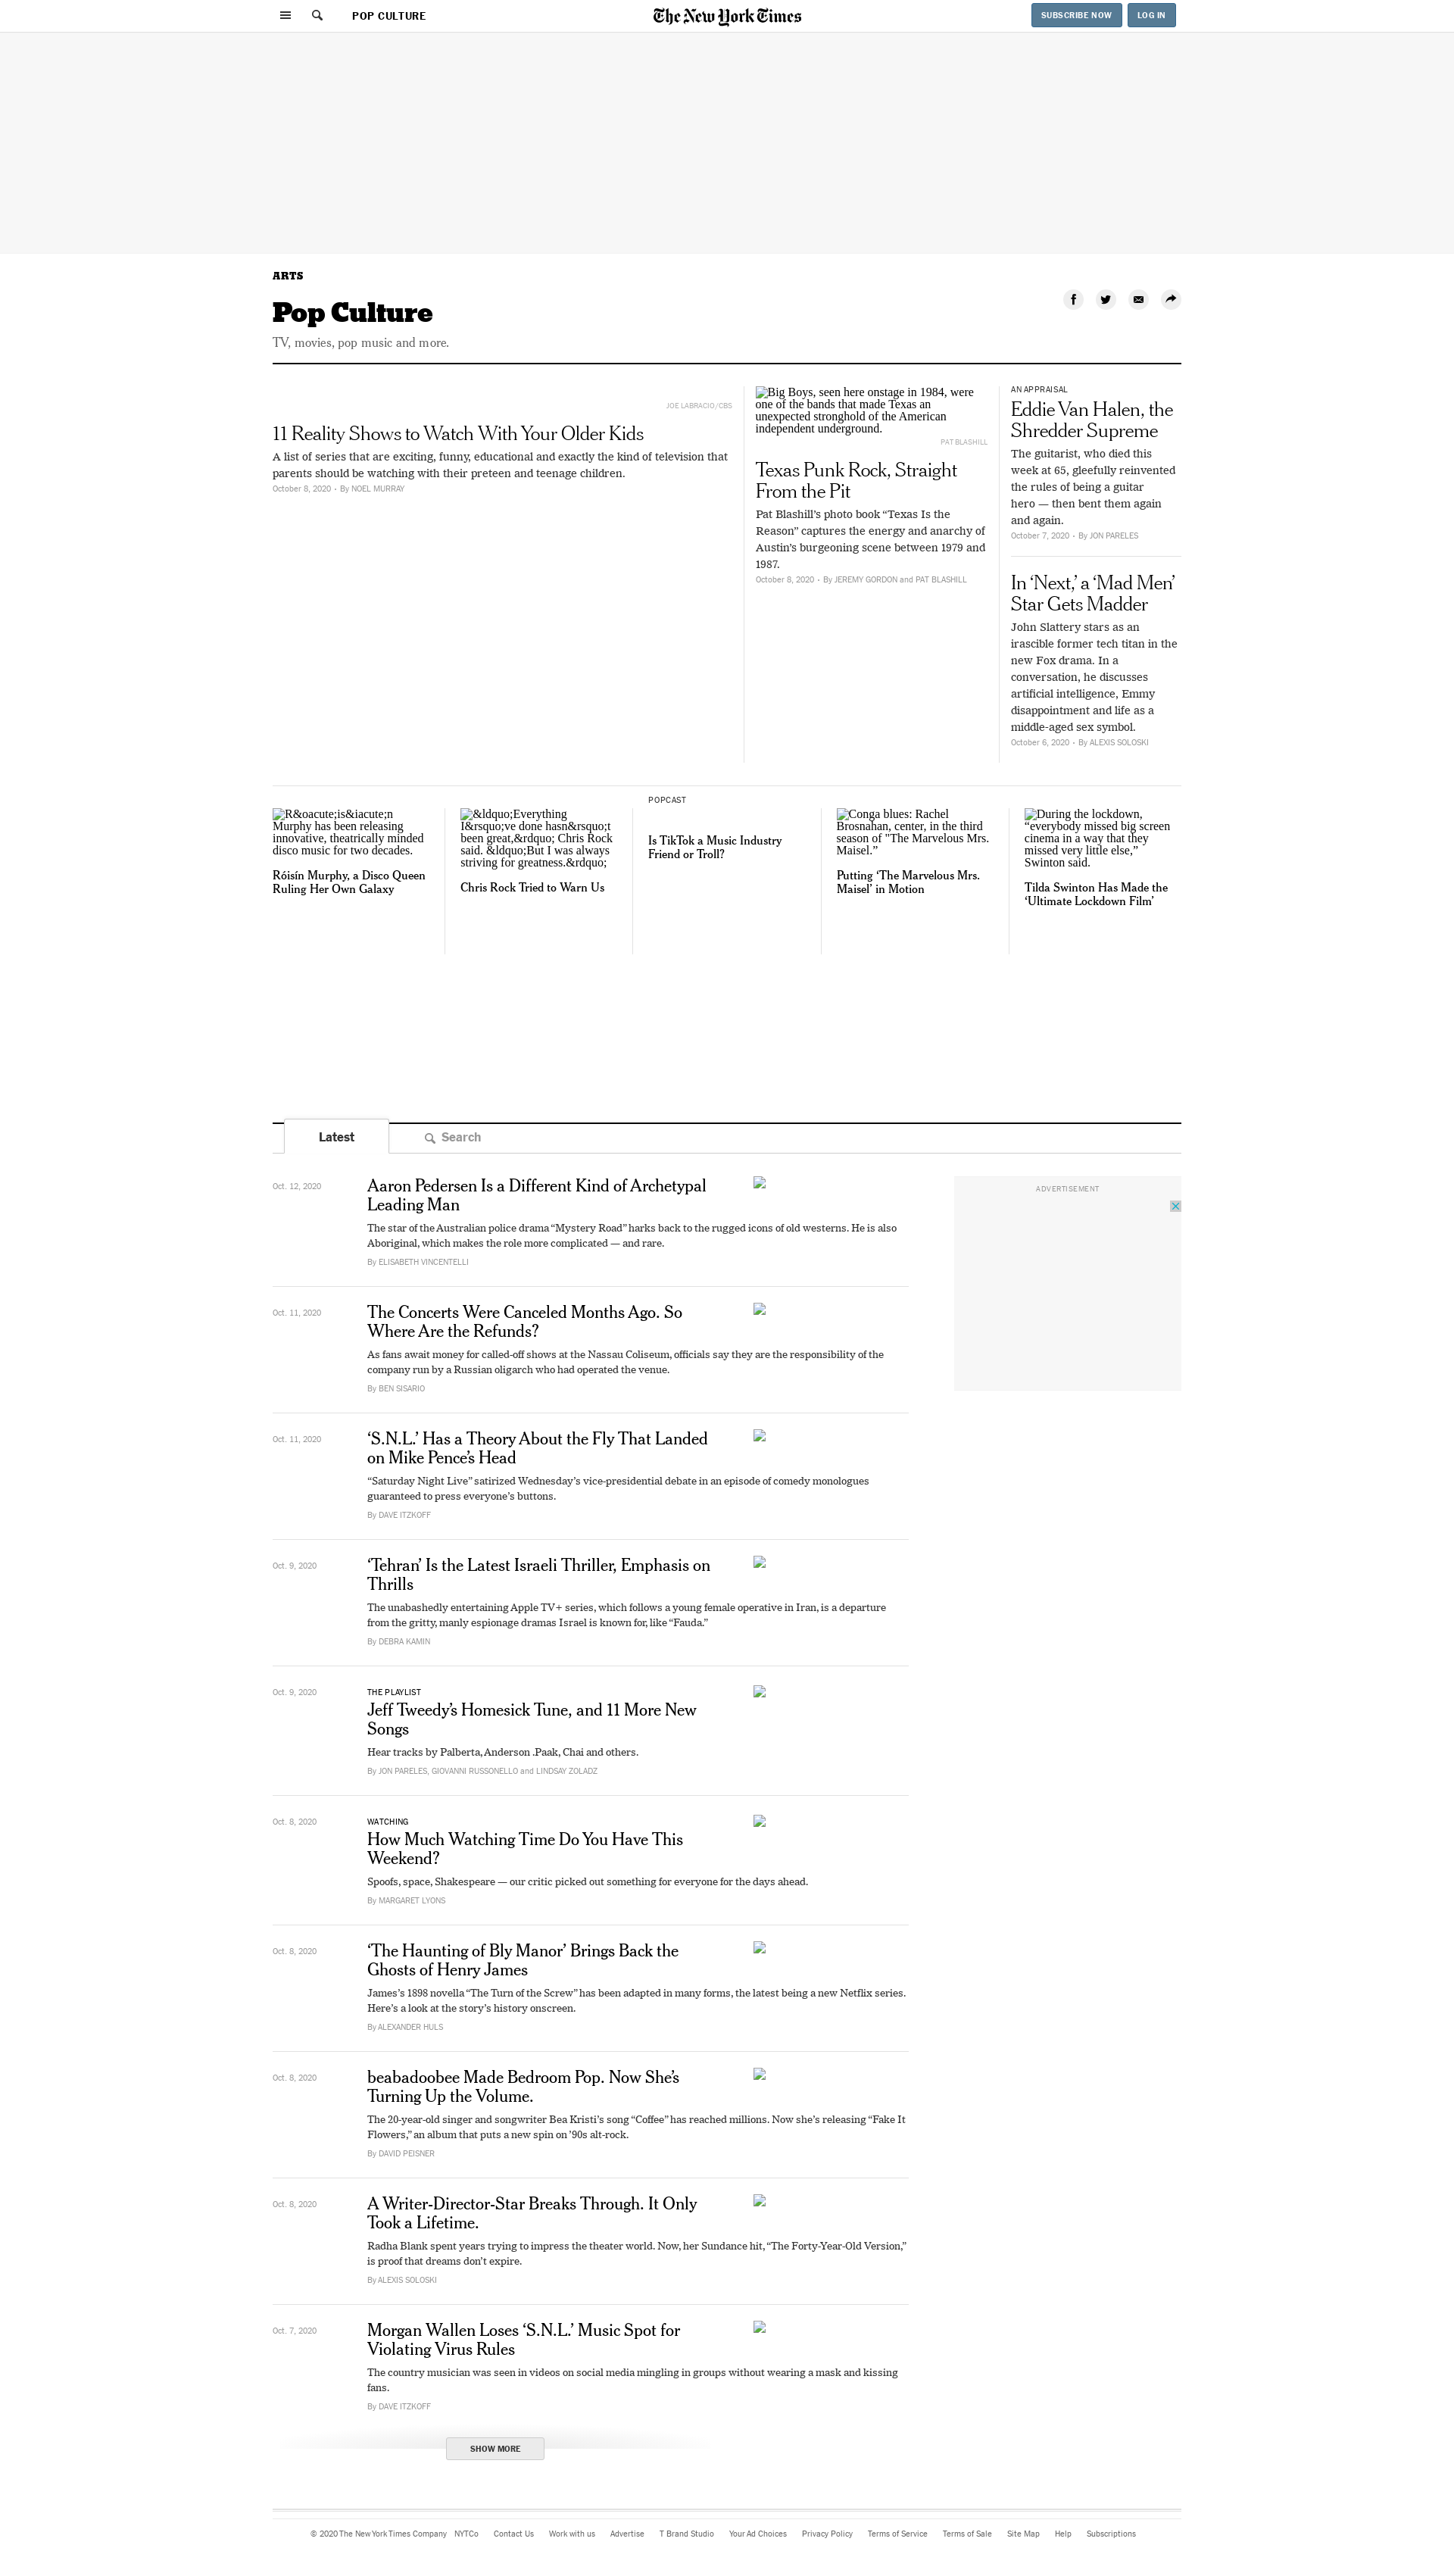 POP CULTURE
The New York Times
SUBSCRIBE NOW
LOG IN
ARTS
Pop Culture
TV, movies, pop music and more.
JOE LABRACIO/CBS
11 Reality Shows to Watch With Your Older Kids
A list of series that are exciting, funny, educational and exactly the kind of television that
parents should be watching with their preteen and teenage children.
October 8, 2020 • By NOEL MURRAY
Big Boys, seen here onstage in 1984, were
one of the bands that made Texas an
unexpected stronghold of the American
independent underground.
PAT BLASHILL
Texas Punk Rock, Straight
From the Pit
Pat Blashill’s photo book “Texas Is the
Reason” captures the energy and anarchy of
Austin’s burgeoning scene between 1979 and
1987.
October 8, 2020 • By JEREMY GORDON and PAT BLASHILL
AN APPRAISAL
Eddie Van Halen, the
Shredder Supreme
The guitarist, who died this
week at 65, gleefully reinvented
the rules of being a guitar
hero — then bent them again
and again.
October 7, 2020 • By JON PARELES
In ‘Next,’ a ‘Mad Men’
Star Gets Madder
John Slattery stars as an
irascible former tech titan in the
new Fox drama. In a
conversation, he discusses
artificial intelligence, Emmy
disappointment and life as a
middle-aged sex symbol.
October 6, 2020 • By ALEXIS SOLOSKI
R&oacute;is&iacute;n
Murphy has been releasing
innovative, theatrically minded
disco music for two decades.
Róisín Murphy, a Disco Queen
Ruling Her Own Galaxy
&ldquo;Everything
I&rsquo;ve done hasn&rsquo;t
been great,&rdquo; Chris Rock
said. &ldquo;But I was always
striving for greatness.&rdquo;
Chris Rock Tried to Warn Us
POPCAST
Is TikTok a Music Industry
Friend or Troll?
Conga blues: Rachel
Brosnahan, center, in the third
season of "The Marvelous Mrs.
Maisel.”
Putting ‘The Marvelous Mrs.
Maisel’ in Motion
During the lockdown,
“everybody missed big screen
cinema in a way that they
missed very little else,”
Swinton said.
Tilda Swinton Has Made the
‘Ultimate Lockdown Film’
Latest
Search
Oct. 12, 2020
Aaron Pedersen Is a Different Kind of Archetypal
Leading Man
The star of the Australian police drama “Mystery Road” harks back to the rugged icons of old westerns. He is also
Aboriginal, which makes the role more complicated — and rare.
By ELISABETH VINCENTELLI
ADVERTISEMENT
Oct. 11, 2020
The Concerts Were Canceled Months Ago. So
Where Are the Refunds?
As fans await money for called-off shows at the Nassau Coliseum, officials say they are the responsibility of the
company run by a Russian oligarch who had operated the venue.
By BEN SISARIO
Oct. 11, 2020
‘S.N.L.’ Has a Theory About the Fly That Landed
on Mike Pence’s Head
“Saturday Night Live” satirized Wednesday’s vice-presidential debate in an episode of comedy monologues
guaranteed to press everyone’s buttons.
By DAVE ITZKOFF
Oct. 9, 2020
‘Tehran’ Is the Latest Israeli Thriller, Emphasis on
Thrills
The unabashedly entertaining Apple TV+ series, which follows a young female operative in Iran, is a departure
from the gritty, manly espionage dramas Israel is known for, like “Fauda.”
By DEBRA KAMIN
Oct. 9, 2020
THE PLAYLIST
Jeff Tweedy’s Homesick Tune, and 11 More New
Songs
Hear tracks by Palberta, Anderson .Paak, Chai and others.
By JON PARELES, GIOVANNI RUSSONELLO and LINDSAY ZOLADZ
Oct. 8, 2020
WATCHING
How Much Watching Time Do You Have This
Weekend?
Spoofs, space, Shakespeare — our critic picked out something for everyone for the days ahead.
By MARGARET LYONS
Oct. 8, 2020
‘The Haunting of Bly Manor’ Brings Back the
Ghosts of Henry James
James’s 1898 novella “The Turn of the Screw” has been adapted in many forms, the latest being a new Netflix series.
Here’s a look at the story’s history onscreen.
By ALEXANDER HULS
Oct. 8, 2020
beabadoobee Made Bedroom Pop. Now She’s
Turning Up the Volume.
The 20-year-old singer and songwriter Bea Kristi’s song “Coffee” has reached millions. Now she’s releasing “Fake It
Flowers,” an album that puts a new spin on ’90s alt-rock.
By DAVID PEISNER
Oct. 8, 2020
A Writer-Director-Star Breaks Through. It Only
Took a Lifetime.
Radha Blank spent years trying to impress the theater world. Now, her Sundance hit, “The Forty-Year-Old Version,”
is proof that dreams don't expire.
By ALEXIS SOLOSKI
Oct. 7, 2020
Morgan Wallen Loses ‘S.N.L.’ Music Spot for
Violating Virus Rules
The country musician was seen in videos on social media mingling in groups without wearing a mask and kissing
fans.
By DAVE ITZKOFF
SHOW MORE
© 2020 The New York Times Company NYTCo Contact Us Work with us Advertise T Brand Studio Your Ad Choices Privacy Policy Terms of Service Terms of Sale Site Map Help Subscriptions